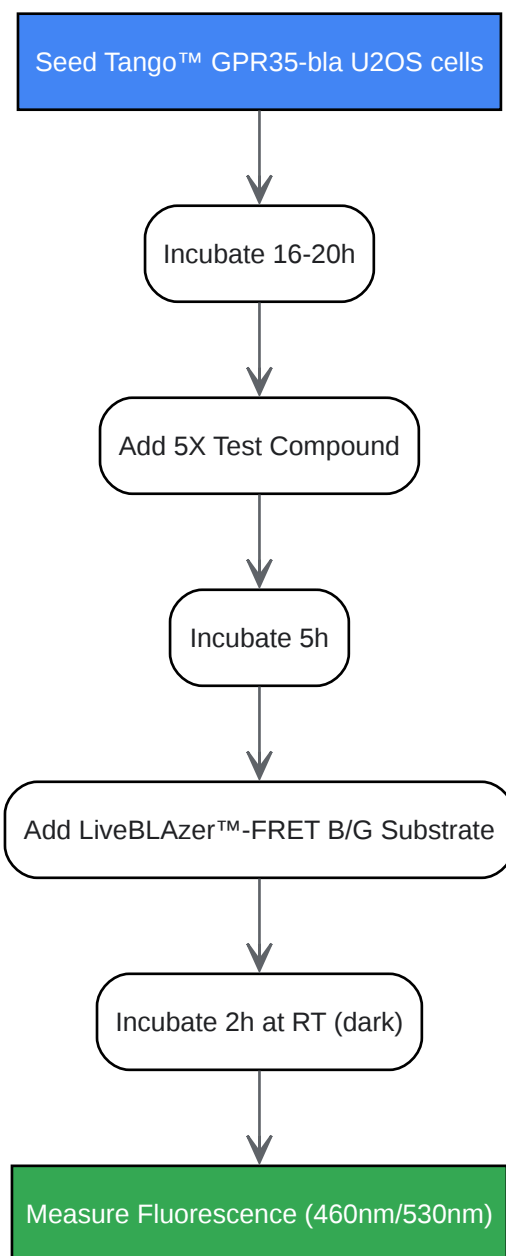 Seed Tango™ GPR35-bla U2OS cells
Incubate 16-20h
Add 5X Test Compound
Incubate 5h
Add LiveBLAzer™-FRET B/G Substrate
Incubate 2h at RT (dark)
Measure Fluorescence (460nm/530nm)